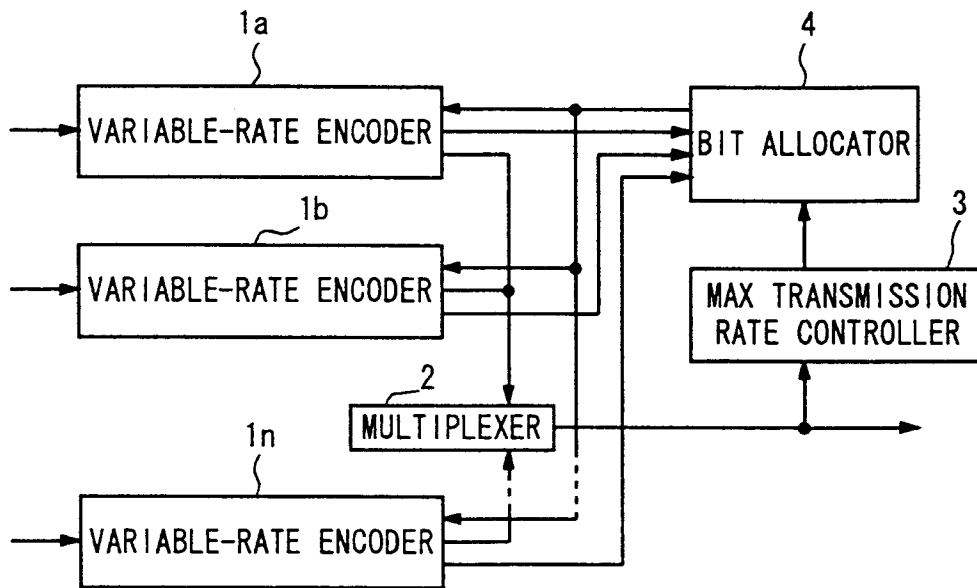 1a
4
VARIABLE-RATE ENCODER
BIT ALLOCATOR
1b
3
VARIABLE-RATE ENCODER
MAX TRANSMISSION
RATE CONTROLLER
2
MULTIPLEXER
1n
VARIABLE-RATE ENCODER